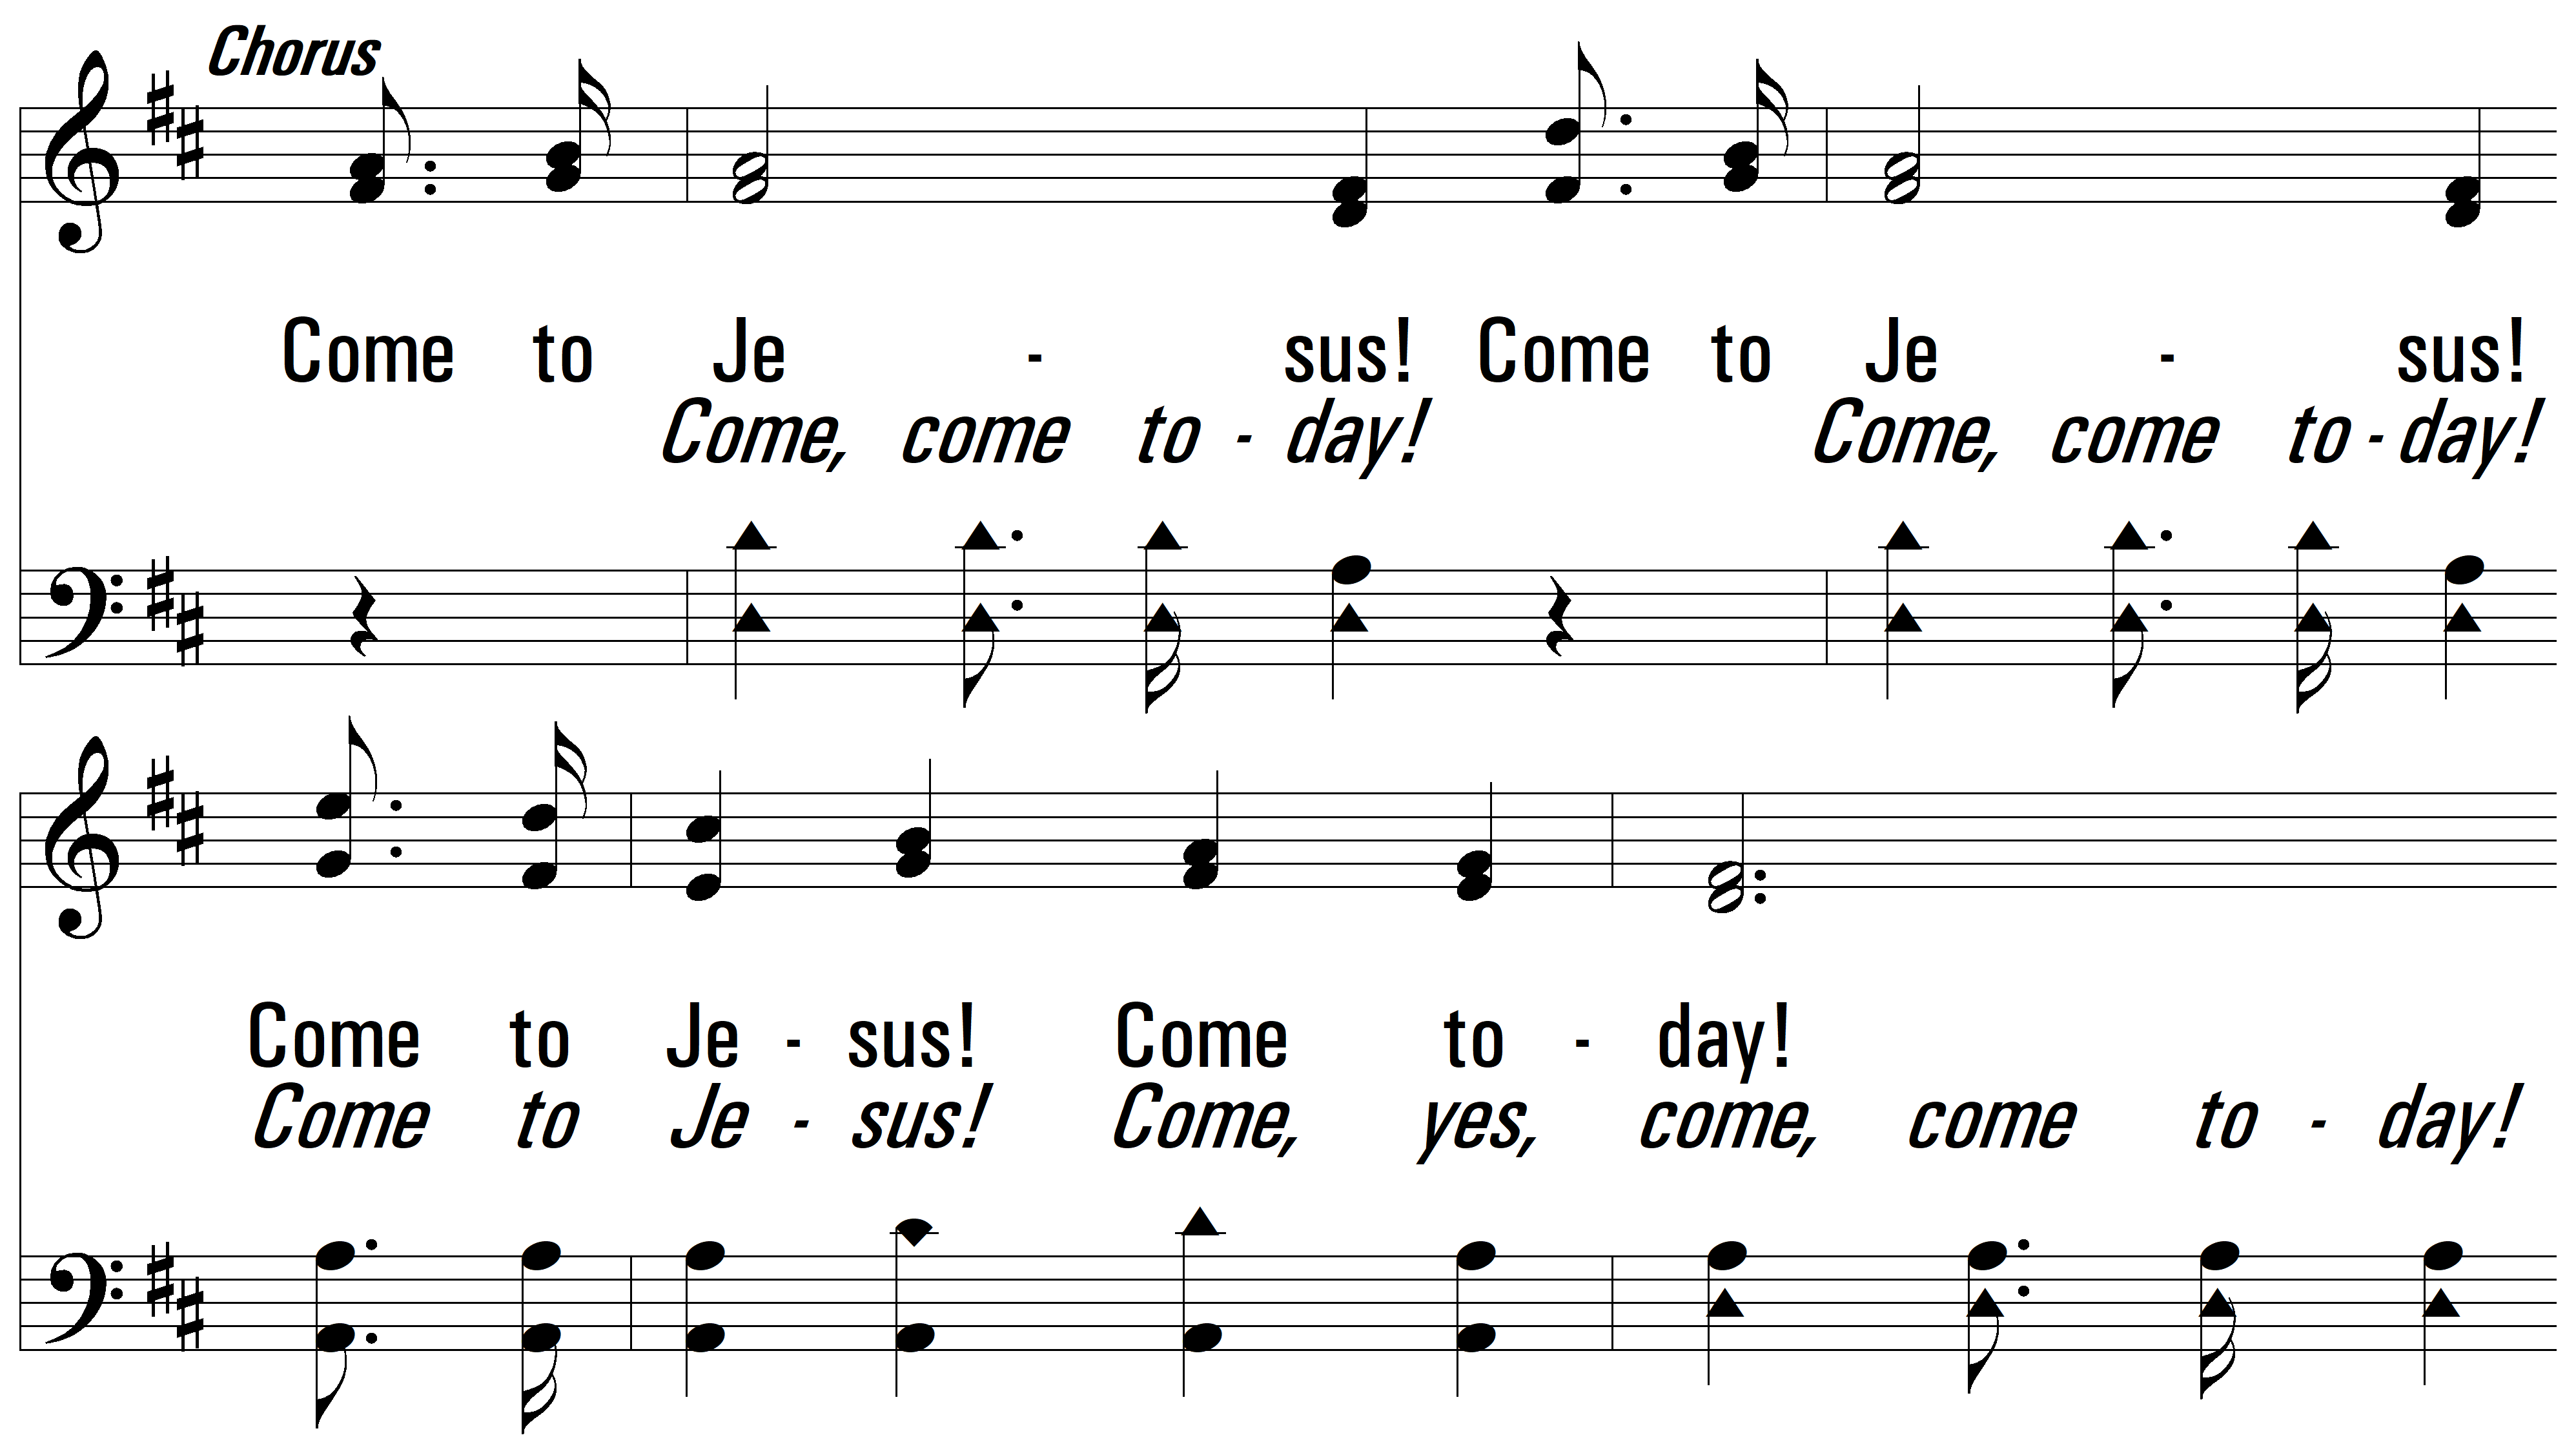 Chorus
Come to Je - sus! Come to Je - sus!
Come, come to - day! Come, come to - day!
Come to Je - sus! Come to - day!
Come to Je - sus! Come, yes, come, come to - day!